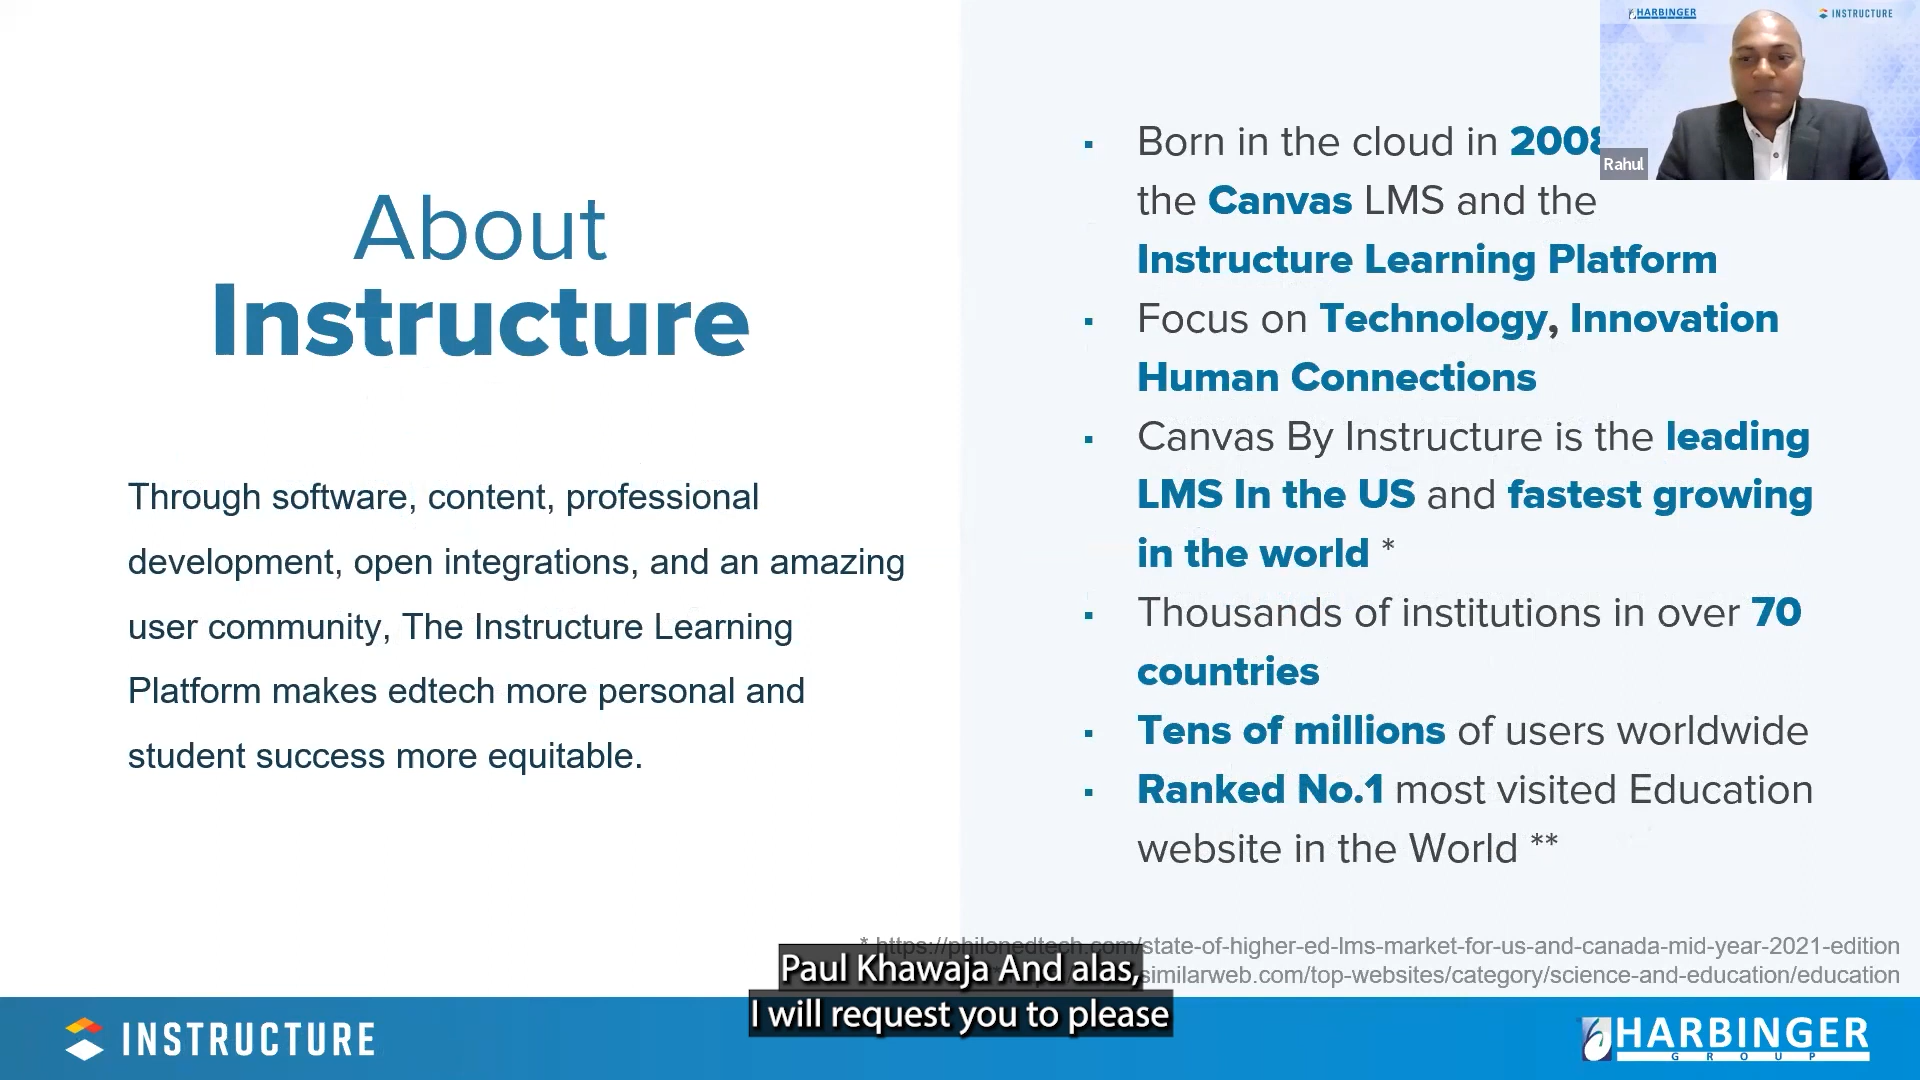 HARBINGER
INSTRUCTURE
Rahul
About
Instructure
Through software, content, professional
development, open integrations, and an amazing
user community, The Instructure Learning
Platform makes edtech more personal and
student success more equitable.
▪ Born in the cloud in 2008
the Canvas LMS and the
Instructure Learning Platform
▪ Focus on Technology, Innovation
Human Connections
▪ Canvas By Instructure is the leading
LMS In the US and fastest growing
in the world *
▪ Thousands of institutions in over 70
countries
▪ Tens of millions of users worldwide
▪ Ranked No.1 most visited Education
website in the World **
* https://philonedtech.com/state-of-higher-ed-lms-market-for-us-and-canada-mid-year-2021-edition
similarweb.com/top-websites/category/science-and-education/education
Paul Khawaja And alas,
I will request you to please
INSTRUCTURE
HARBINGER
GROUP